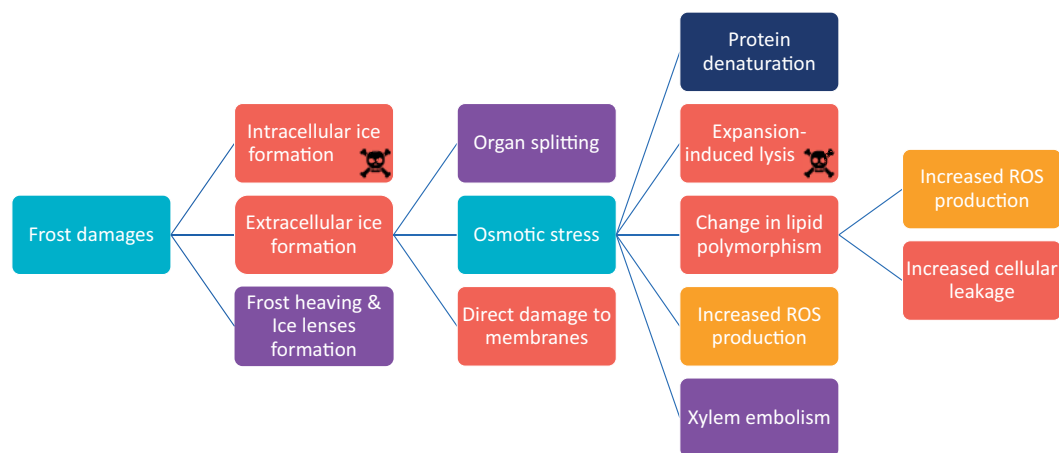 Frost damages
Intracellular ice
formation
Extracellular ice
formation
Frost heaving &
Ice lenses
formation
Organ splitting
Osmotic stress
Direct damage to
membranes
Protein
denaturation
Expansion-
induced lysis
Change in lipid
polymorphism
Increased ROS
production
Xylem embolism
Increased ROS
production
Increased cellular
leakage